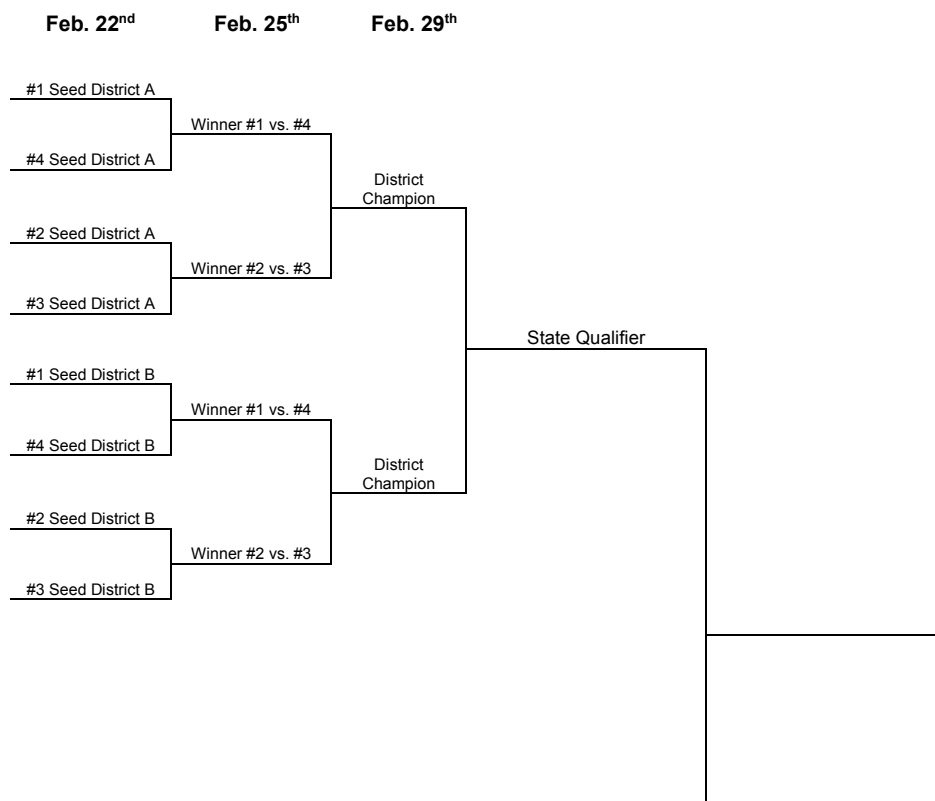 Feb. 22nd Feb. 25th Feb. 29th
#1 Seed District A
Winner #1 vs. #4
#4 Seed District A
District
Champion
#2 Seed District A
Winner #2 vs. #3
#3 Seed District A
State Qualifier
#1 Seed District B
Winner #1 vs. #4
#4 Seed District B
District
Champion
#2 Seed District B
Winner #2 vs. #3
#3 Seed District B